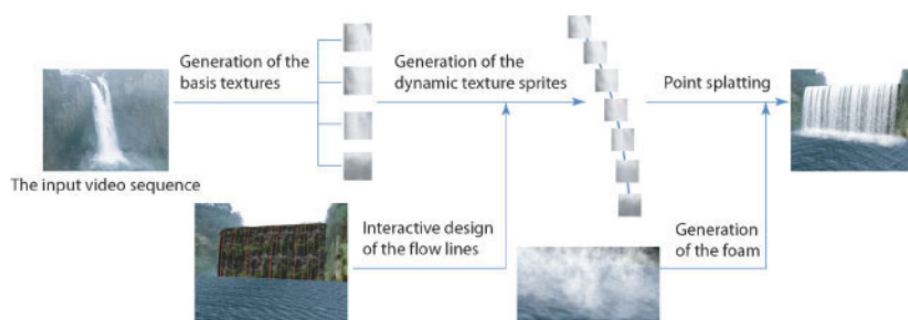 Generation of the
basis textures
Generation of the
dynamic texture sprites
Point splatting
The input video sequence
Interactive design
of the flow lines
Generation
of the foam